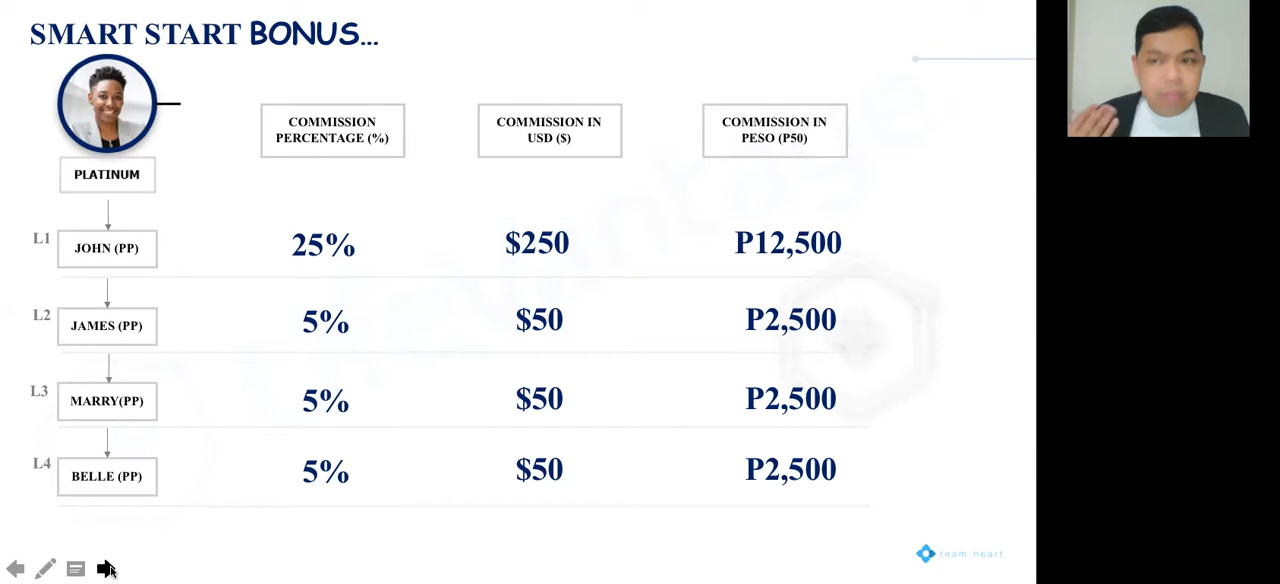 SMART START BONUS...
COMMISSION
PERCENTAGE (%)
COMMISSION IN
USD ($)
COMMISSION IN
PESO (P50)
PLATINUM
L1
JOHN (PP)
25%
$250
P12,500
L2
JAMES (PP)
5%
$50
P2,500
L3
MARRY(PP)
5%
$50
P2,500
L4
BELLE (PP)
5%
$50
P2,500
team heart